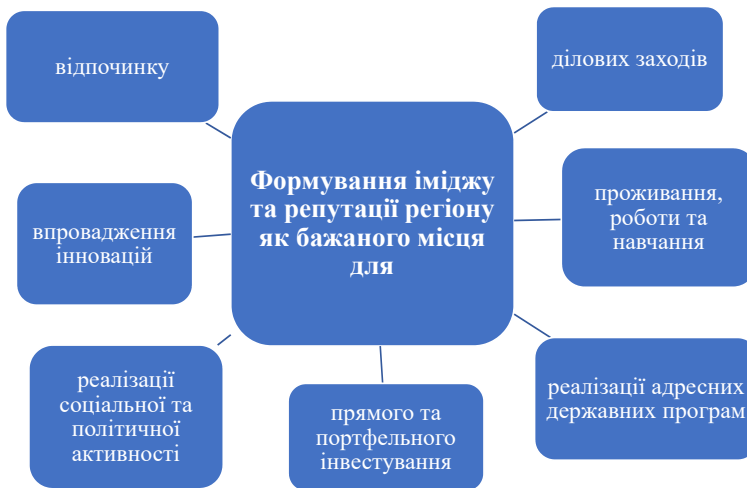 відпочинку
ділових заходів
Формування іміджу
та репутації регіону
як бажаного місця
для
впровадження
інновацій
проживання,
роботи та
навчання
реалізації
соціальної та
політичної
активності
прямого та
портфельного
інвестування
реалізації адресних
державних програм